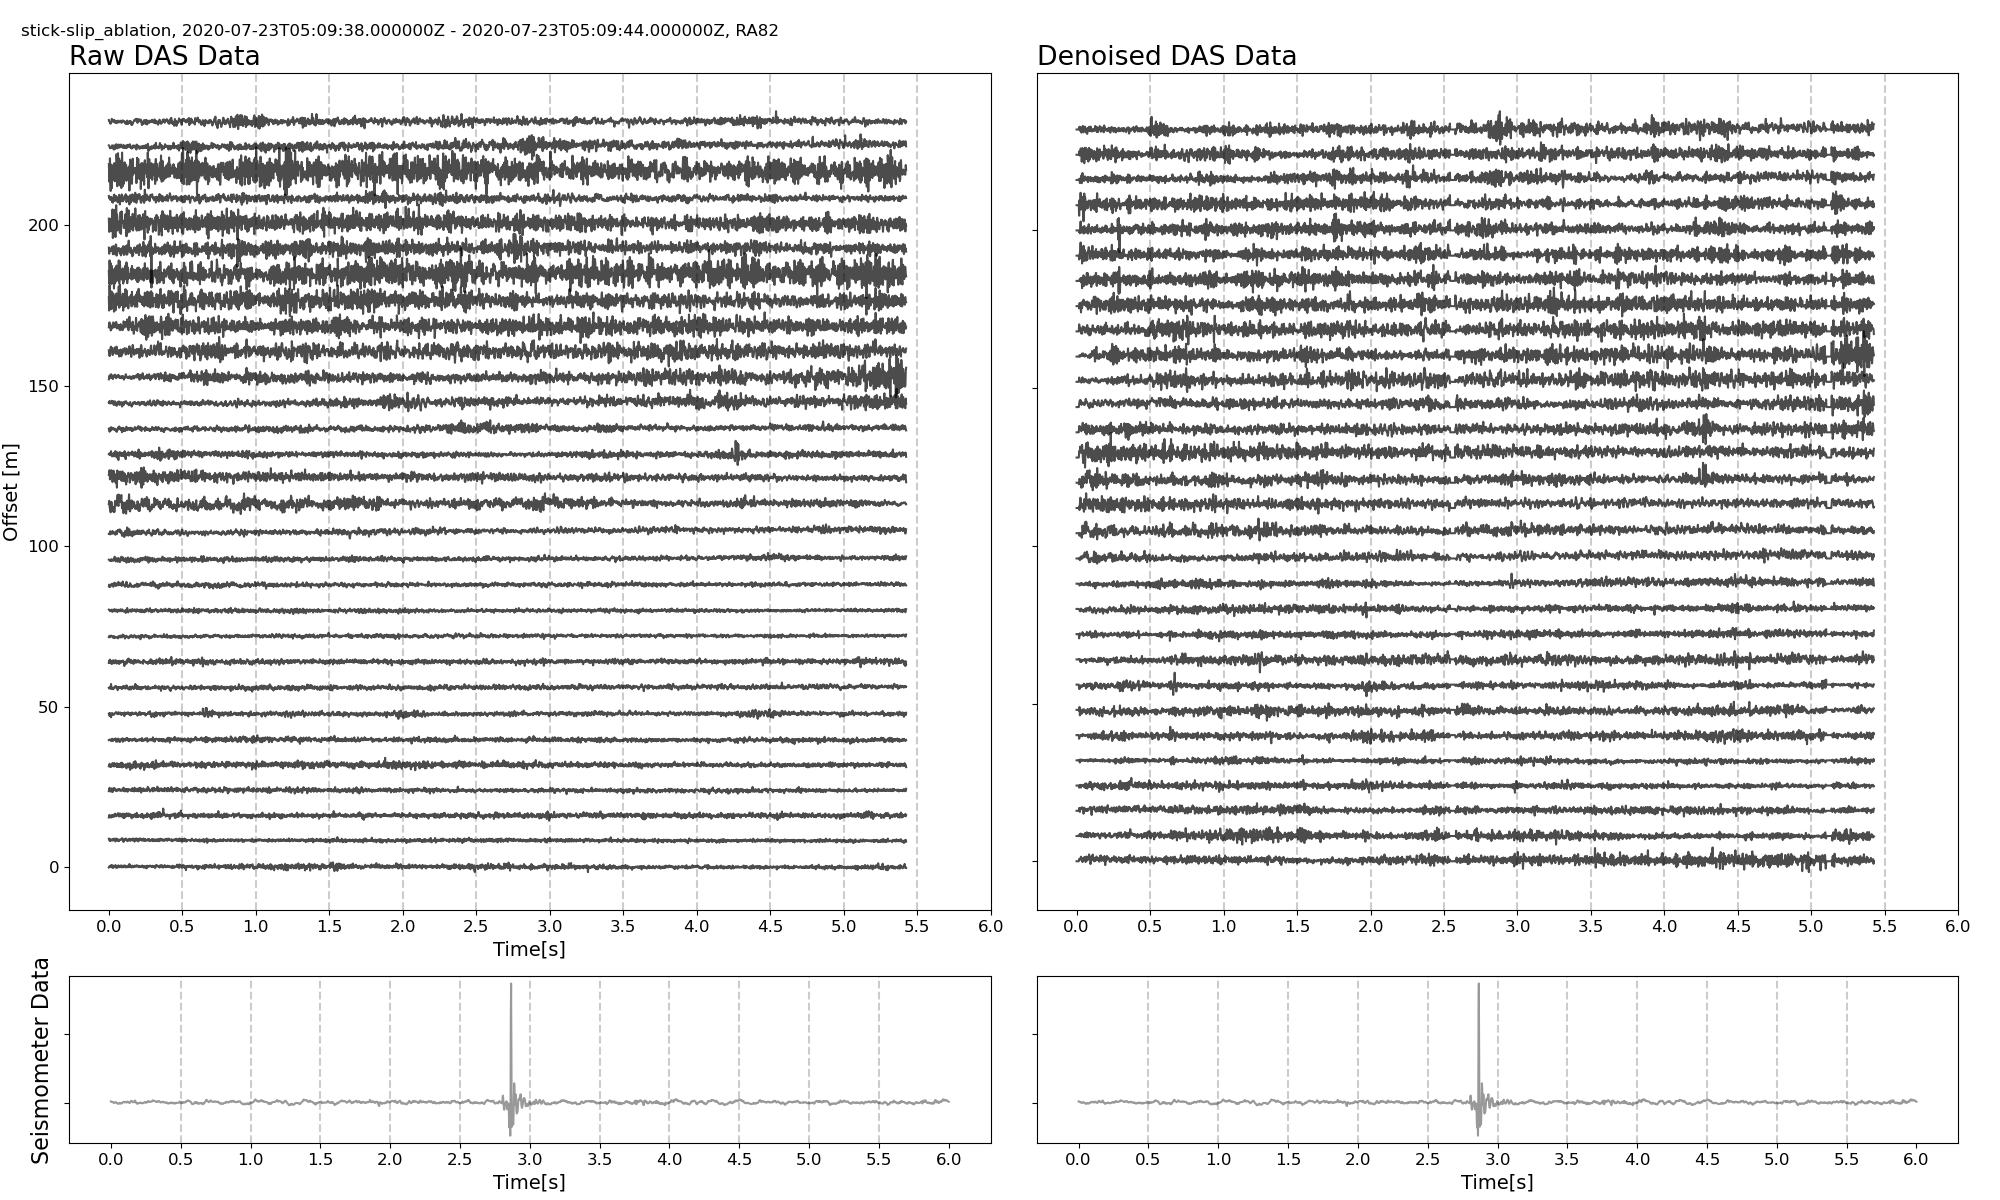 stick-slip_ablation, 2020-07-23T05:09:38.000000Z - 2020-07-23T05:09:44.000000Z, RA82
Raw DAS Data
Denoised DAS Data
Offset [m]
200
150
100
50
0
0.0 0.5 1.0 1.5 2.0 2.5 3.0 3.5 4.0 4.5 5.0 5.5 6.0
Time[s]
0.0 0.5 1.0 1.5 2.0 2.5 3.0 3.5 4.0 4.5 5.0 5.5 6.0
Seismometer Data
0.0 0.5 1.0 1.5 2.0 2.5 3.0 3.5 4.0 4.5 5.0 5.5 6.0
Time[s]
0.0 0.5 1.0 1.5 2.0 2.5 3.0 3.5 4.0 4.5 5.0 5.5 6.0
Time[s]